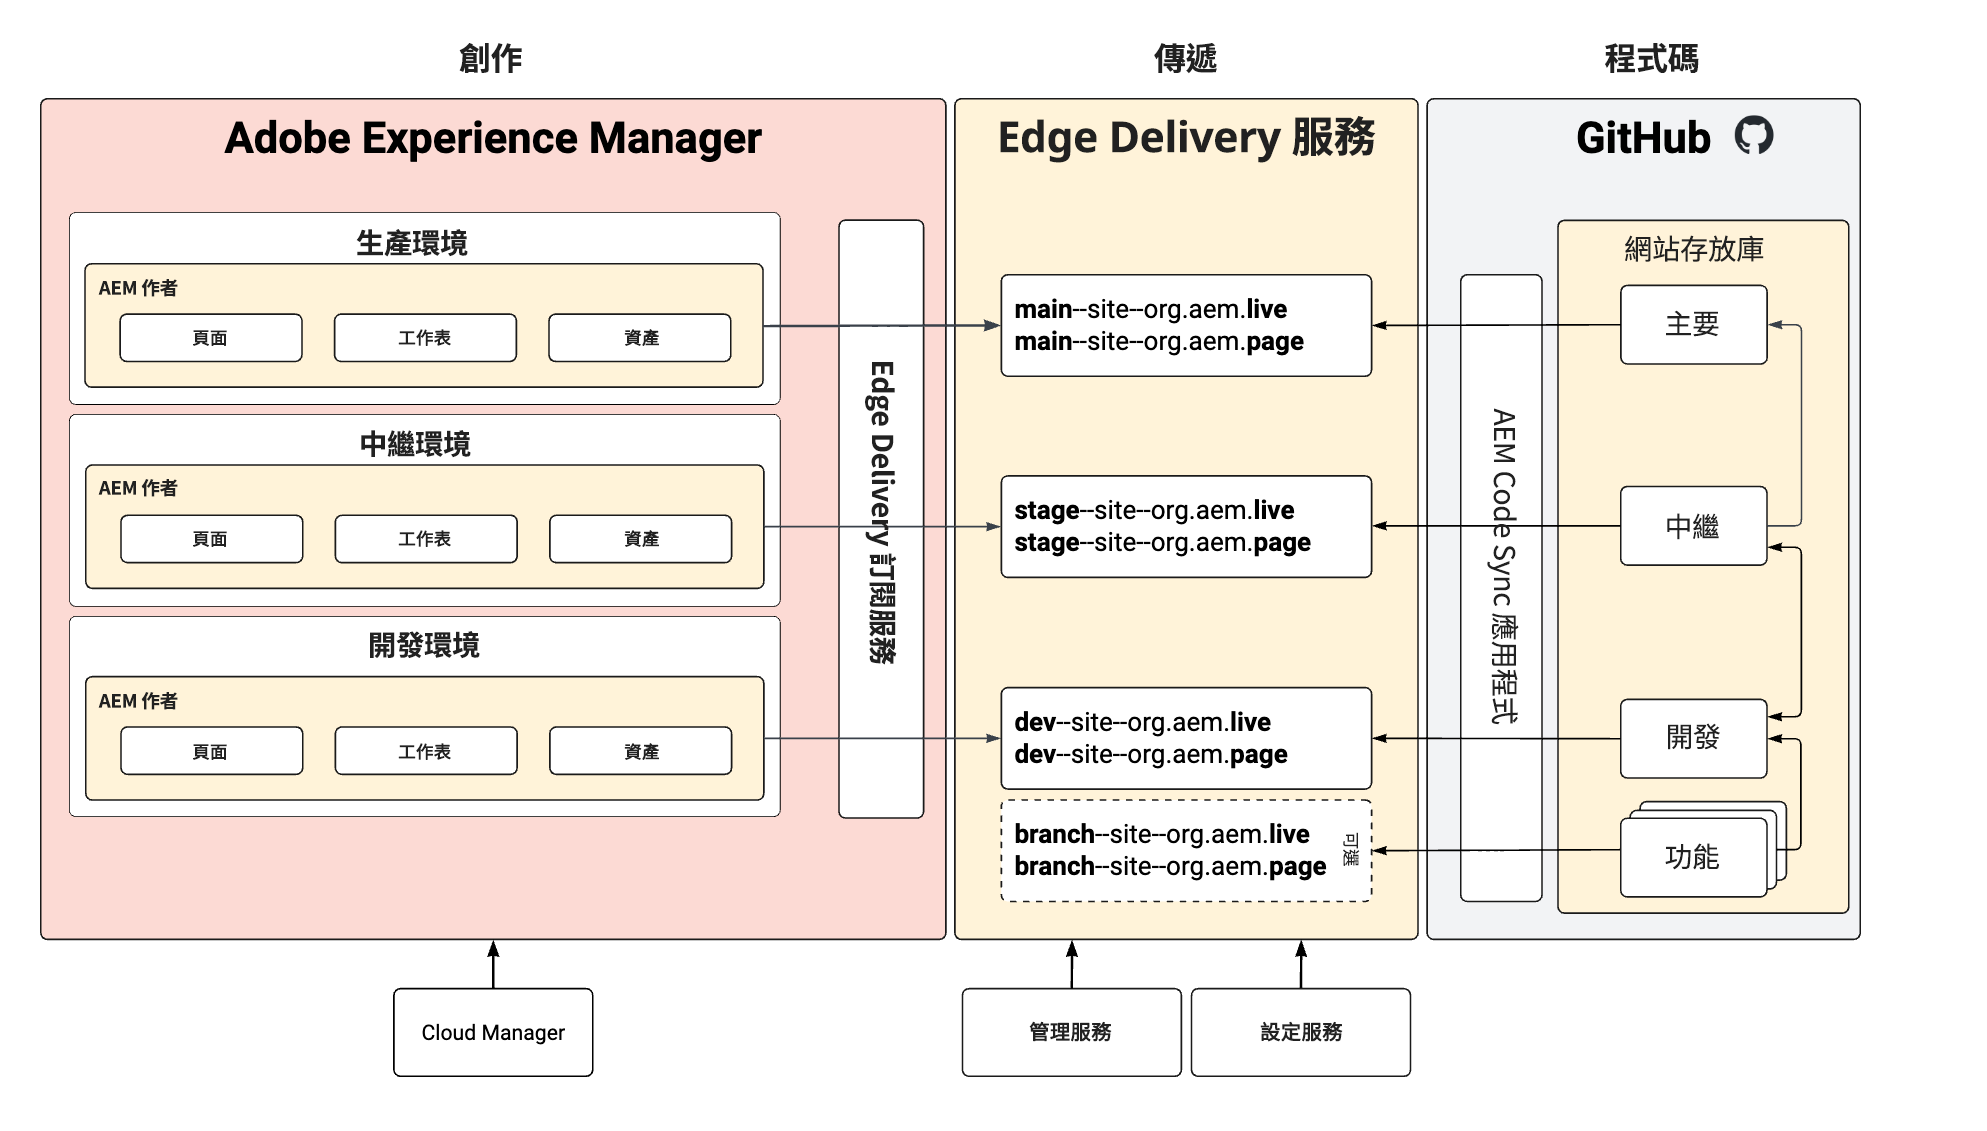 創作
傳遞
程式碼
Adobe Experience Manager
生產環境
AEM 作者
頁面
工作表
資產
中繼環境
AEM 作者
頁面
工作表
資產
開發環境
AEM 作者
頁面
工作表
資產
Edge Delivery 訂閱服務
Cloud Manager
Edge Delivery 服務
main--site--org.aem.live
main--site--org.aem.page
stage--site--org.aem.live
stage--site--org.aem.page
dev--site--org.aem.live
dev--site--org.aem.page
branch--site--org.aem.live
branch--site--org.aem.page
可選
管理服務
設定服務
GitHub
AEM Code Sync 應用程式
網站存放庫
主要
中繼
開發
功能